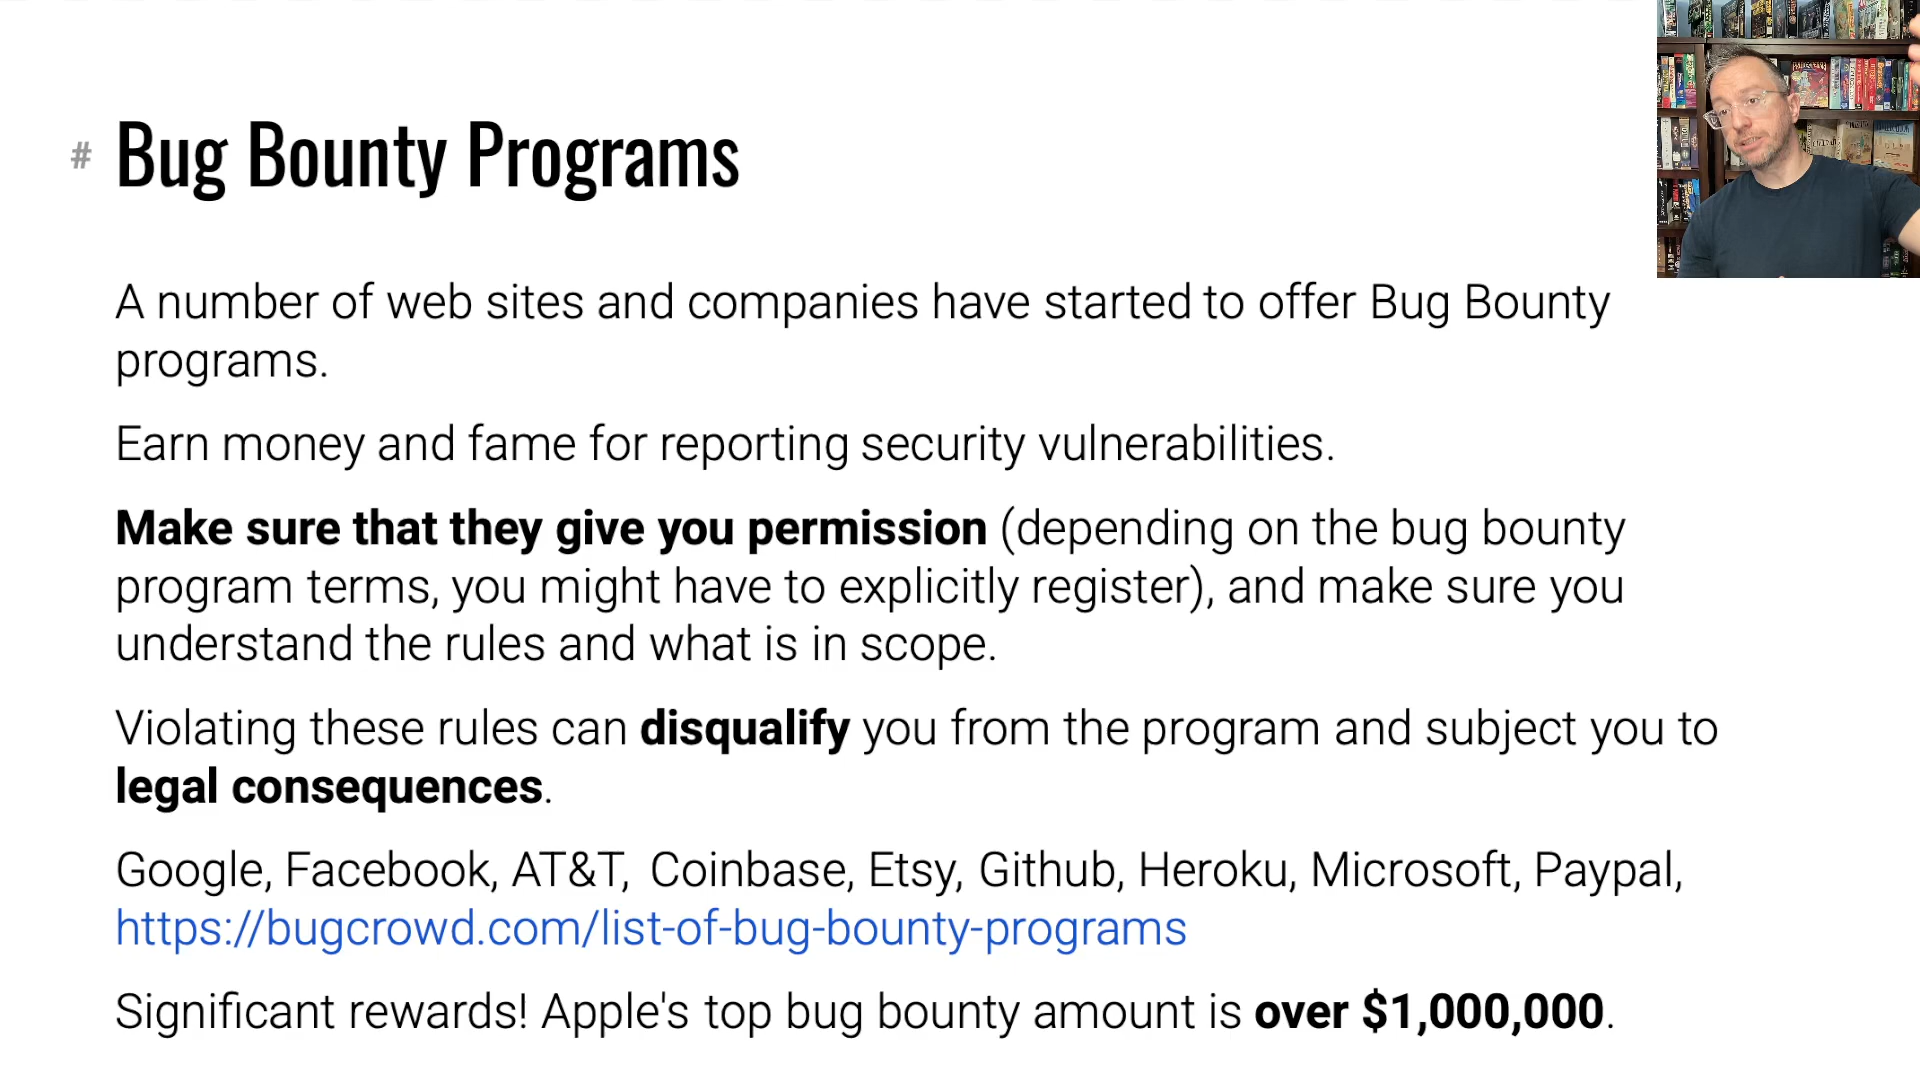 # Bug Bounty Programs
A number of web sites and companies have started to offer Bug Bounty
programs.
Earn money and fame for reporting security vulnerabilities.
Make sure that they give you permission (depending on the bug bounty
program terms, you might have to explicitly register), and make sure you
understand the rules and what is in scope.
Violating these rules can disqualify you from the program and subject you to
legal consequences.
Google, Facebook, AT&T, Coinbase, Etsy, Github, Heroku, Microsoft, Paypal,
https://bugcrowd.com/list-of-bug-bounty-programs
Significant rewards! Apple's top bug bounty amount is over $1,000,000.